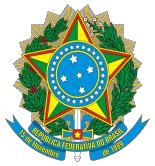 REPÚBLICA FEDERATIVA DO BRASIL
15 de Novembro de 1889